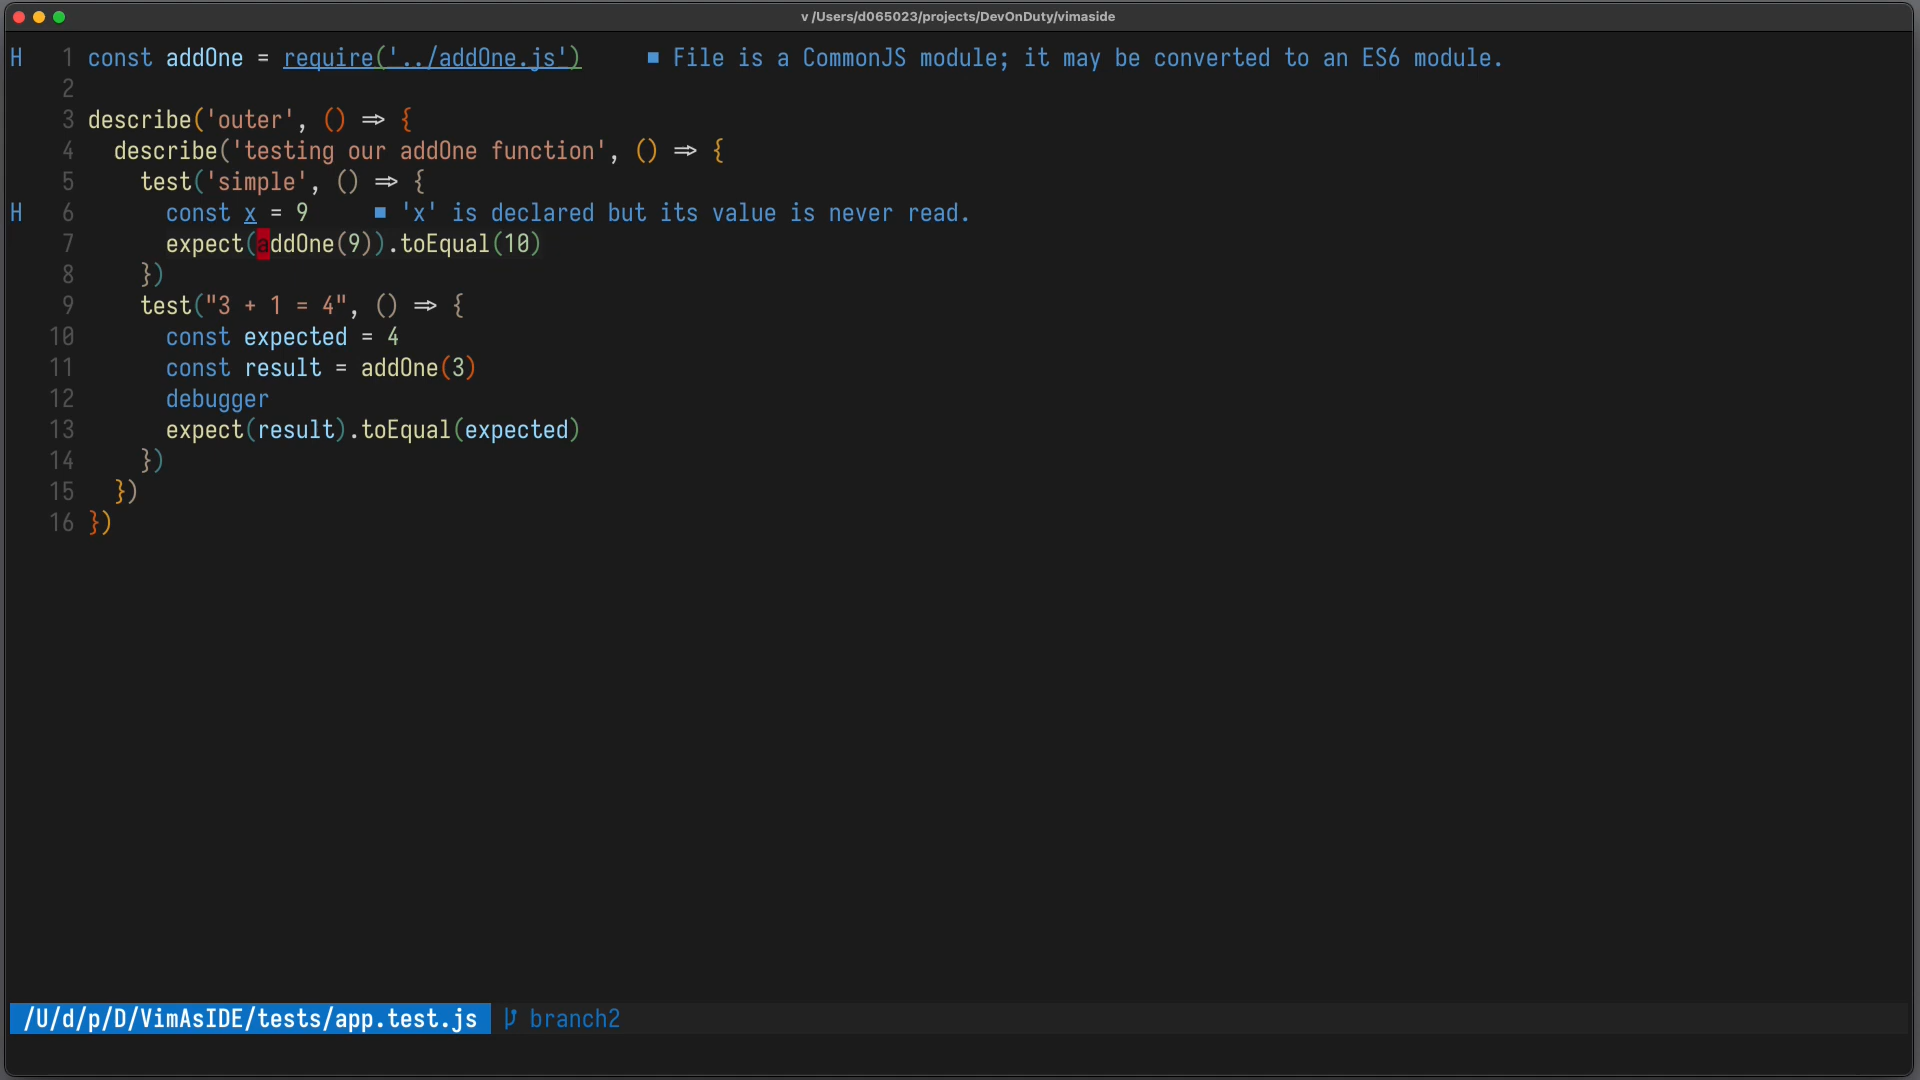 v /Users/d065023/projects/DevOnDuty/vimaside
H 1 const addOne = require('../addOne.js') ■ File is a CommonJS module; it may be converted to an ES6 module.
2
3 describe('outer', () => {
4 describe('testing our addOne function', () => {
5 test('simple', () => {
H 6 const x = 9 ■ 'x' is declared but its value is never read.
7 expect(addOne(9)).toEqual(10)
8 })
9 test("3 + 1 = 4", () => {
10 const expected = 4
11 const result = addOne(3)
12 debugger
13 expect(result).toEqual(expected)
14 })
15 })
16 })
/U/d/p/D/VimAsIDE/tests/app.test.js branch2